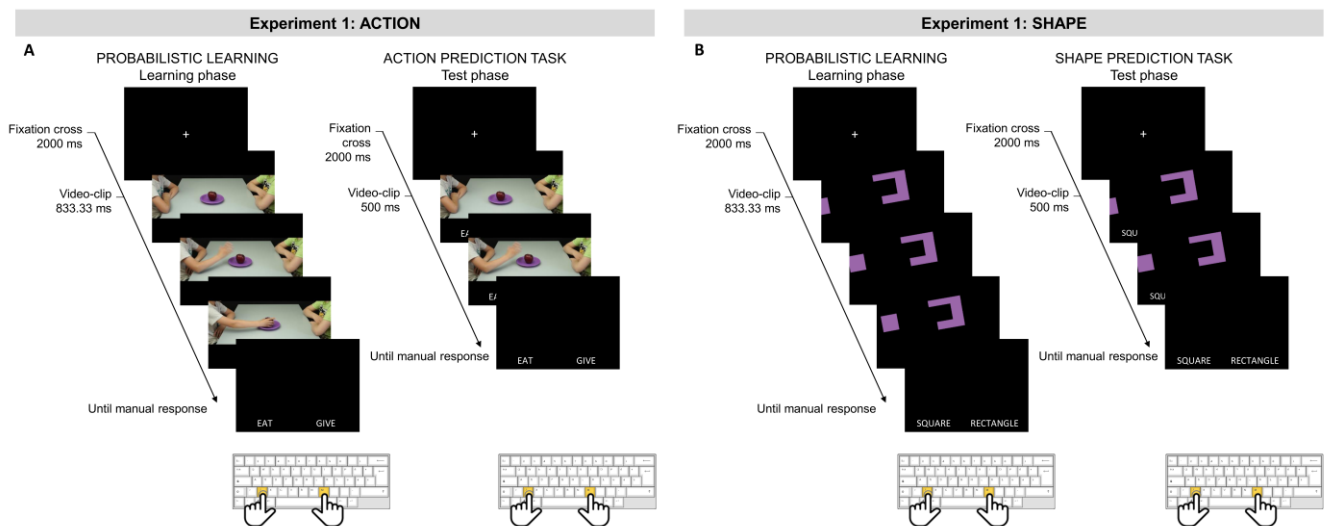 Experiment 1: ACTION
A
PROBABILISTIC LEARNING
Learning phase
Fixation cross
2000 ms
Video-clip
833.33 ms
Until manual response
EAT GIVE
ACTION PREDICTION TASK
Test phase
Fixation
cross
2000 ms
Video-clip
500 ms
EA
EA
Until manual response
EAT GIVE
Experiment 1: SHAPE
B
PROBABILISTIC LEARNING
Learning phase
Fixation cross
2000 ms
Video-clip
833.33 ms
Until manual response
SQUARE RECTANGLE
SHAPE PREDICTION TASK
Test phase
Fixation cross
2000 ms
Video-clip
500 ms
SQU
SQU
Until manual response
SQUARE RECTANGLE